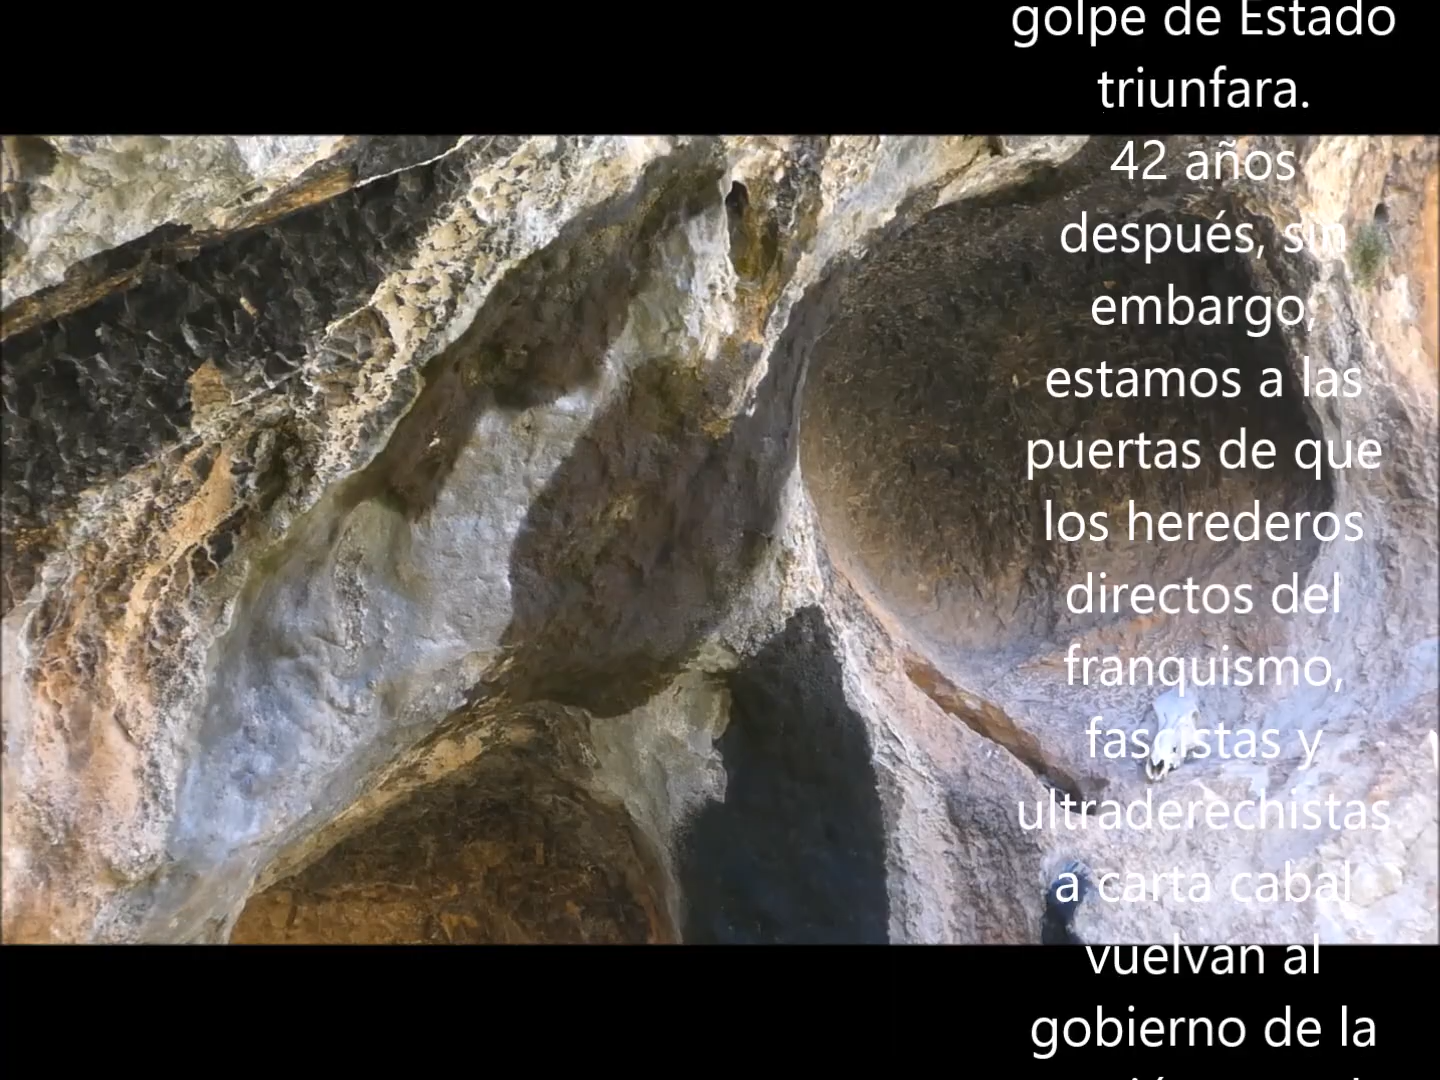 golpe de Estado
triunfara.
42 años
después, sin
embargo,
estamos a las
puertas de que
los herederos
directos del
franquismo,
fascistas y
ultraderechistas
a carta cabal
vuelvan al
gobierno de la